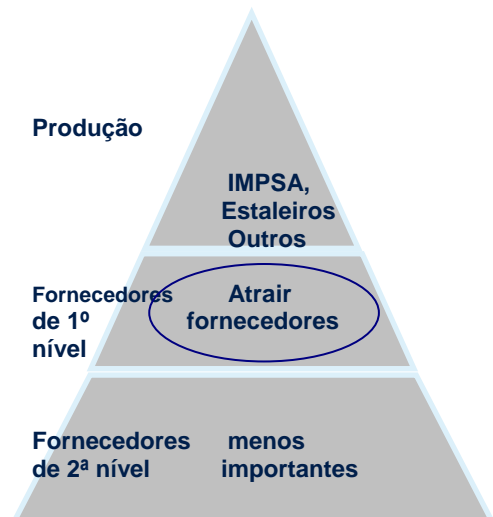 Produção
IMPSA,
Estaleiros
Outros
Fornecedores
de 1º
nível
Atrair
fornecedores
Fornecedores
de 2ª nível
menos
importantes